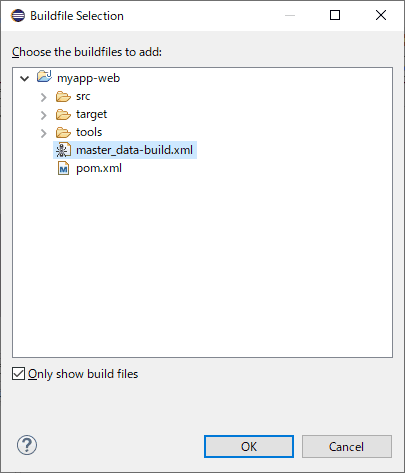 Buildfile Selection
Choose the buildfiles to add:
myapp-web
src
target
tools
master_data-build.xml
pom.xml
Only show build files
OK
Cancel